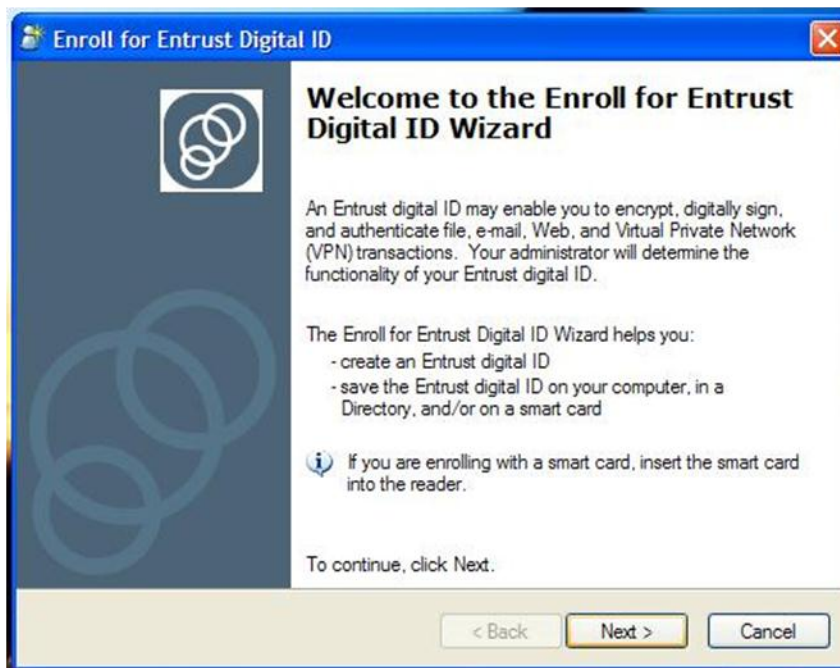 Enroll for Entrust Digital ID
Welcome to the Enroll for Entrust
Digital ID Wizard
An Entrust digital ID may enable you to encrypt, digitally sign,
and authenticate file, e-mail, Web, and Virtual Private Network
(VPN) transactions. Your administrator will determine the
functionality of your Entrust digital ID.
The Enroll for Entrust Digital ID Wizard helps you:
- create an Entrust digital ID
- save the Entrust digital ID on your computer, in a
Directory, and/or on a smart card
If you are enrolling with a smart card, insert the smart card
into the reader.
To continue, click Next.
< Back Next > Cancel